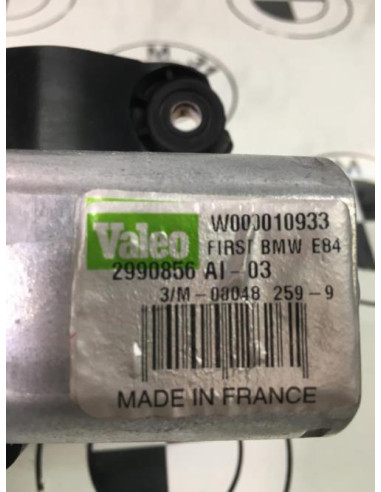 Valeo
W000010933
FIRST BMW E84
2990856 AI-03
3/M-08048 259-9
MADE IN FRANCE